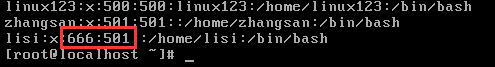 linux123:x:500:500:linux123:/home/linux123:/bin/bash
zhangsan:x:501:501::/home/zhangsan:/bin/bash
lisi:x:666:501::/home/lisi:/bin/bash
[root@localhost ~]# _